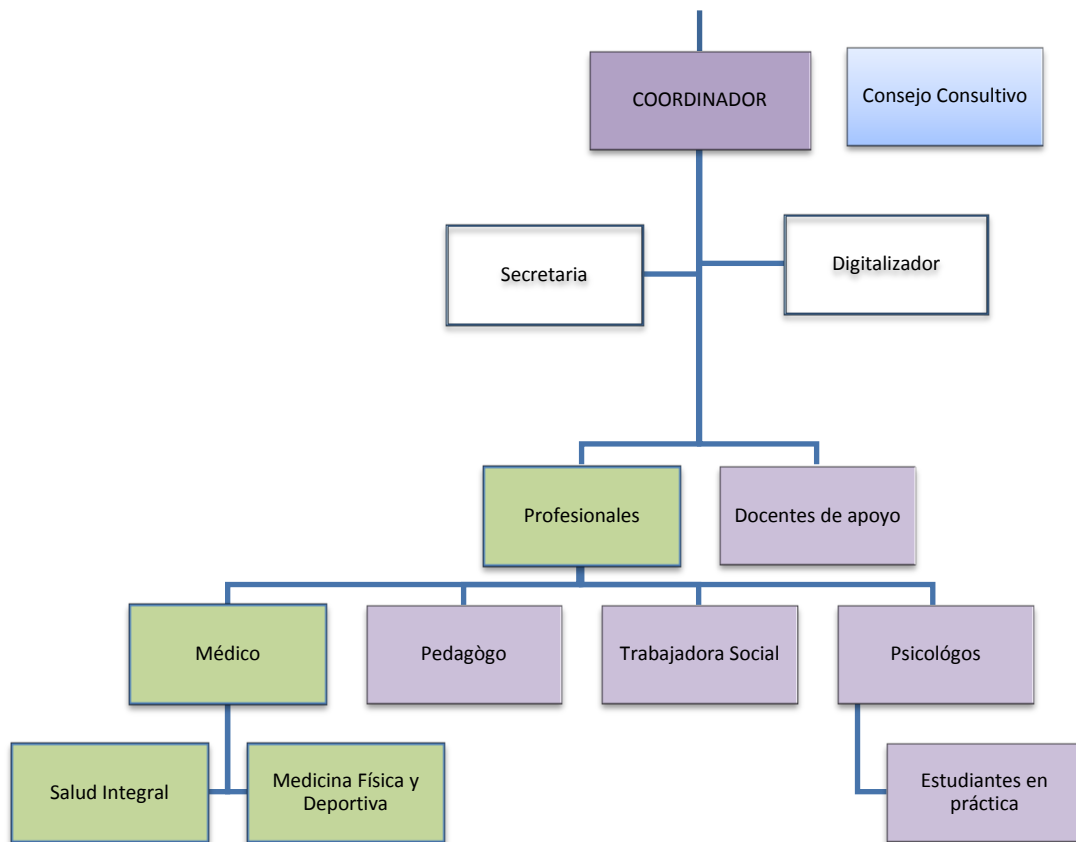 COORDINADOR
Consejo Consultivo
Secretaria
Digitalizador
Profesionales
Docentes de apoyo
Médico
Pedagògo
Trabajadora Social
Psicológos
Salud Integral
Medicina Física y
Deportiva
Estudiantes en
práctica